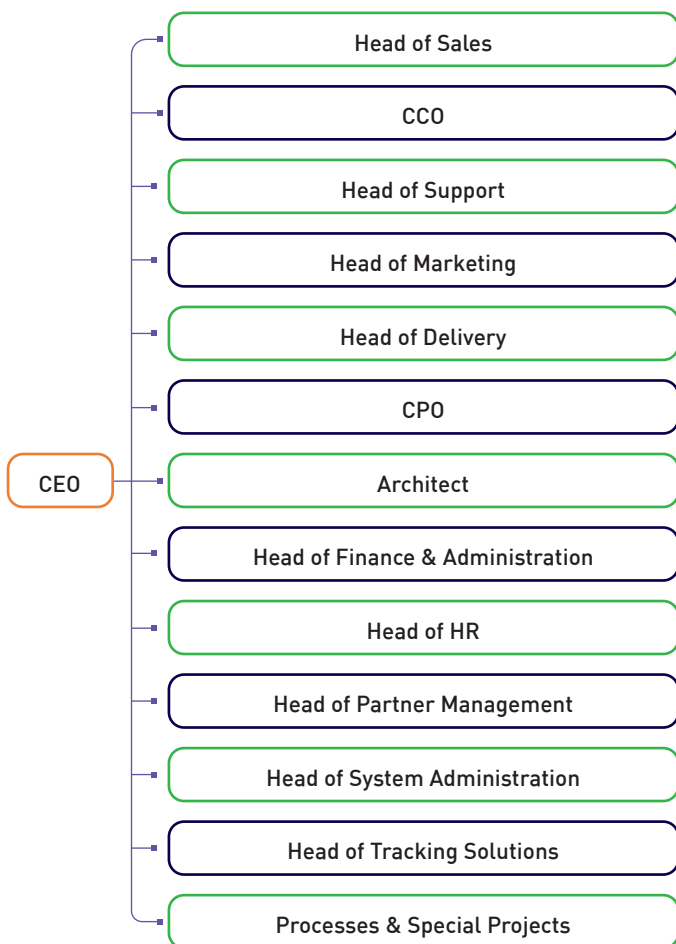 Head of Sales
CCO
Head of Support
Head of Marketing
Head of Delivery
CPO
CEO
Architect
Head of Finance & Administration
Head of HR
Head of Partner Management
Head of System Administration
Head of Tracking Solutions
Processes & Special Projects